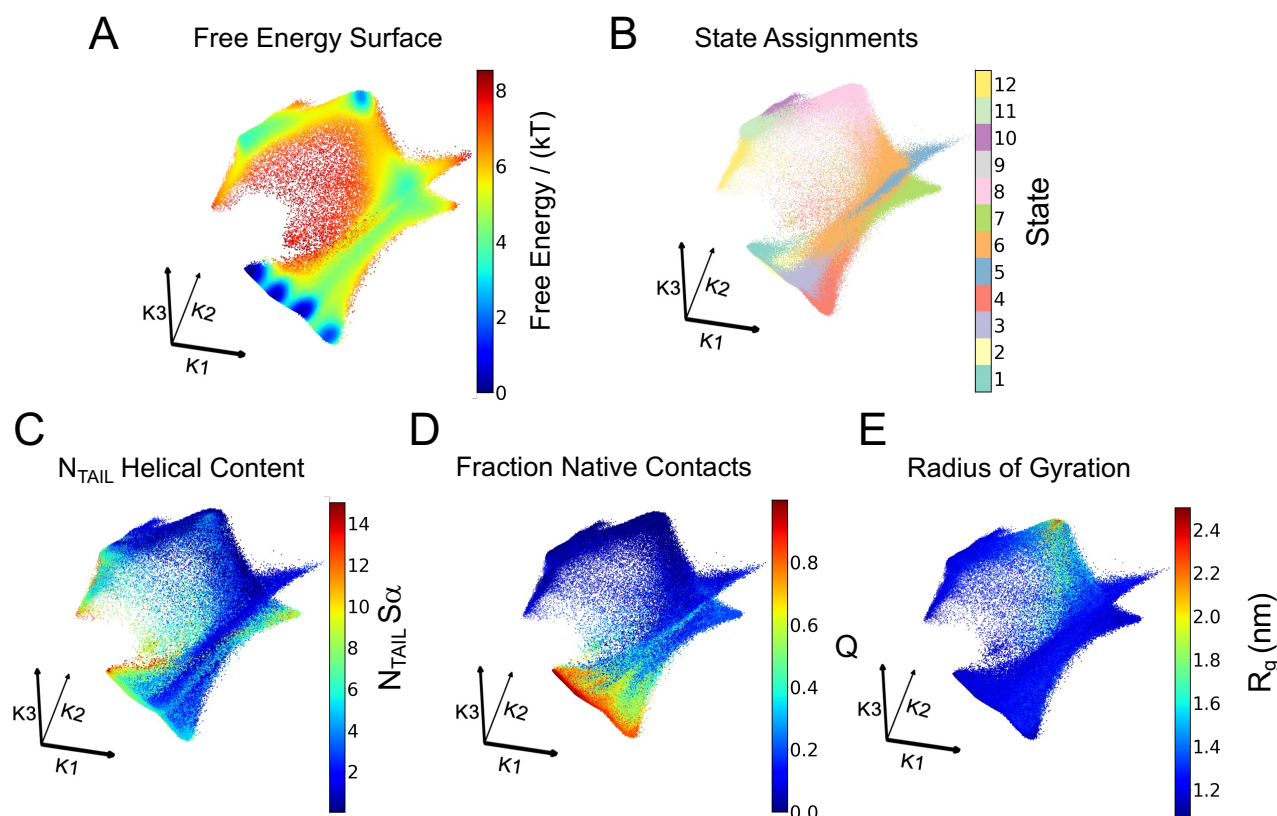 A
Free Energy Surface
8
6
4
2
0
Free Energy / (kT)
K3
K2
K1
B
State Assignments
12
11
10
9
8
7
6
5
4
3
2
1
State
K3
K2
K1
C
NTAIL Helical Content
14
12
10
8
6
4
2
NTAIL Sα
K3
K2
K1
D
Fraction Native Contacts
0.8
0.6
0.4
0.2
0.0
Q
K3
K2
K1
E
Radius of Gyration
2.4
2.2
2.0
1.8
1.6
1.4
1.2
Rg (nm)
K3
K2
K1